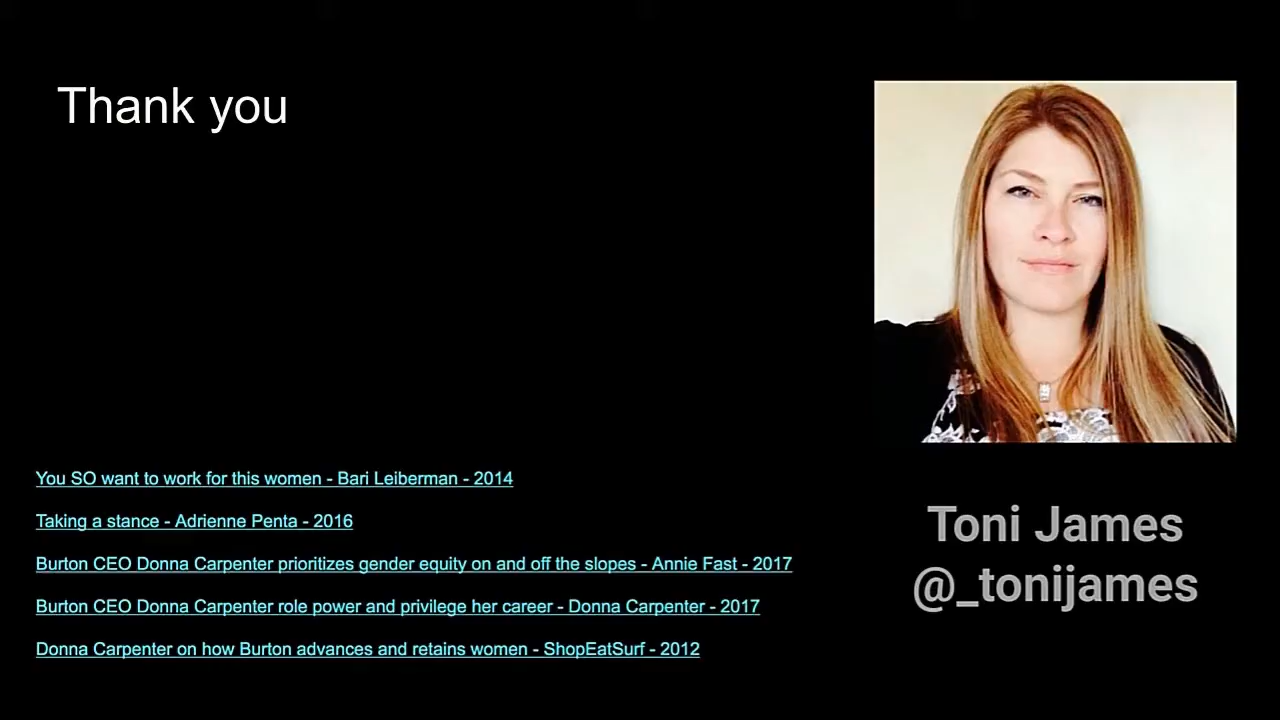 Thank you
You SO want to work for this women - Bari Leiberman - 2014
Taking a stance - Adrienne Penta - 2016
Burton CEO Donna Carpenter prioritizes gender equity on and off the slopes - Annie Fast - 2017
Burton CEO Donna Carpenter role power and privilege her career - Donna Carpenter - 2017
Donna Carpenter on how Burton advances and retains women - ShopEatSurf - 2012
Toni James
@_tonijames